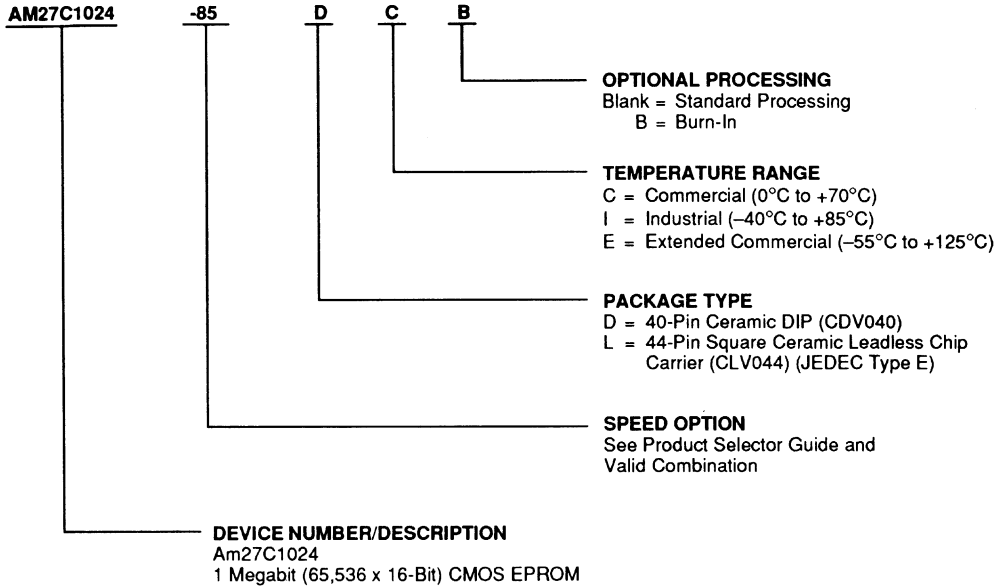 AM27C1024 -85 D C B
OPTIONAL PROCESSING
Blank = Standard Processing
B = Burn-In
TEMPERATURE RANGE
C = Commercial (0°C to +70°C)
I = Industrial (–40°C to +85°C)
E = Extended Commercial (–55°C to +125°C)
PACKAGE TYPE
D = 40-Pin Ceramic DIP (CDV040)
L = 44-Pin Square Ceramic Leadless Chip
Carrier (CLV044) (JEDEC Type E)
SPEED OPTION
See Product Selector Guide and
Valid Combination
DEVICE NUMBER/DESCRIPTION
Am27C1024
1 Megabit (65,536 x 16-Bit) CMOS EPROM